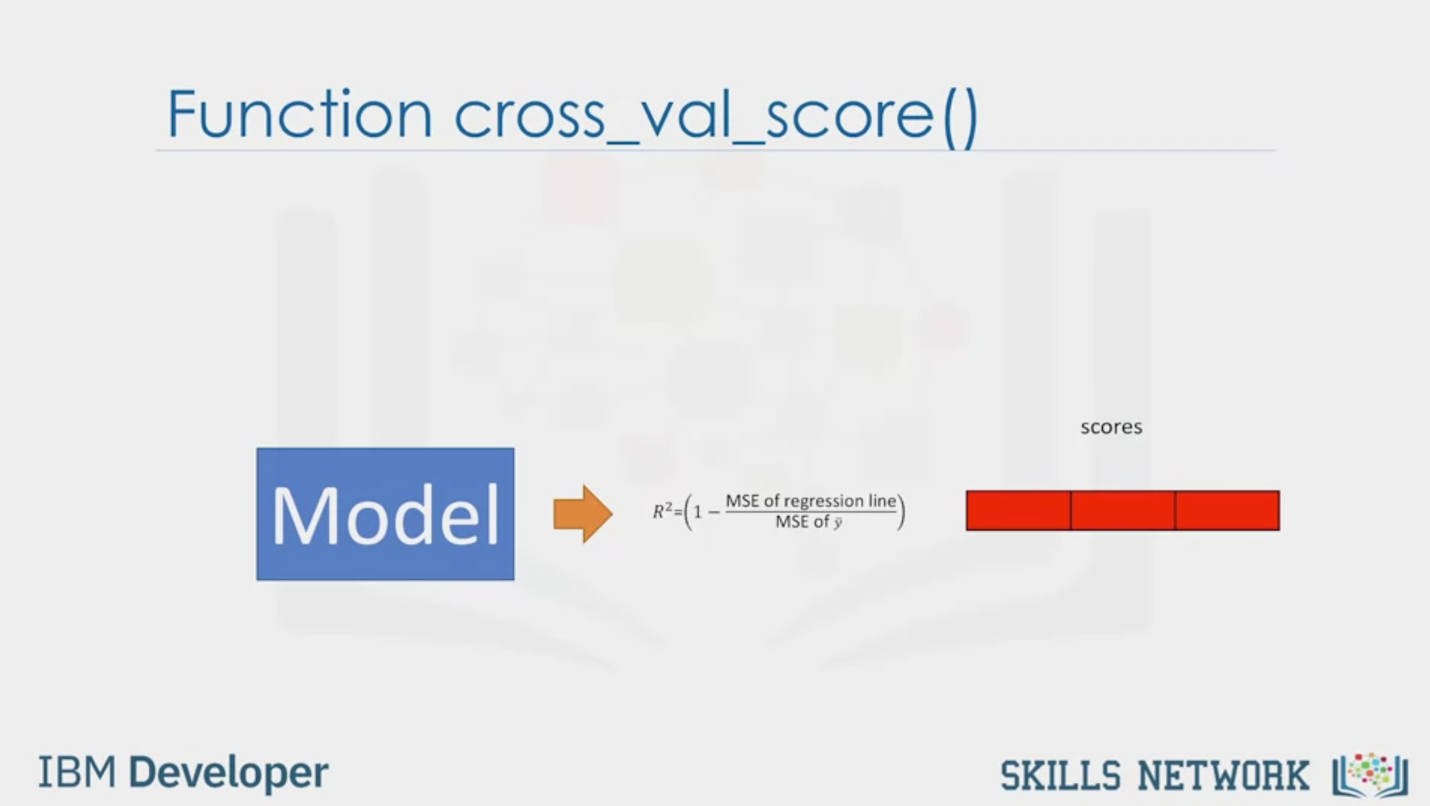 Function cross_val_score()
scores
Model
R²=(1 − MSE of regression line / MSE of ȳ)
IBM Developer
SKILLS NETWORK